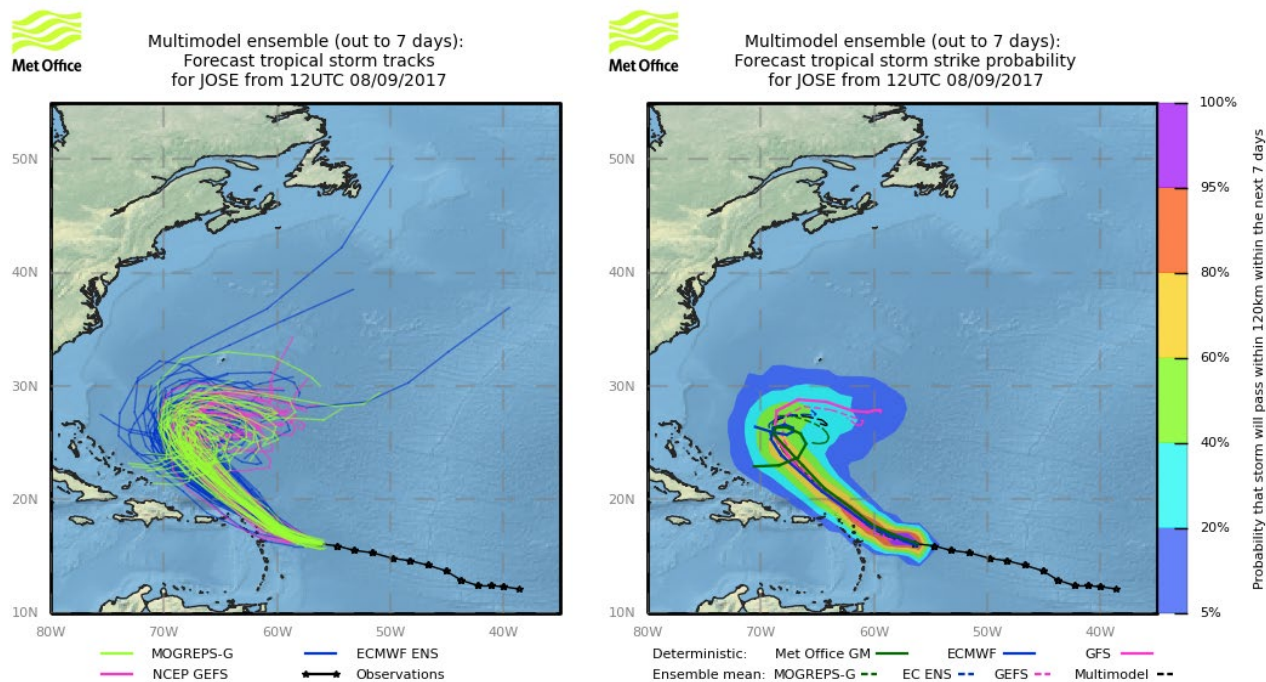 Met Office
Multimodel ensemble (out to 7 days):
Forecast tropical storm tracks
for JOSE from 12UTC 08/09/2017
50N
40N
30N
20N
10N
80W 70W 60W 50W 40W
MOGREPS-G ECMWF ENS
NCEP GEFS Observations
Met Office
Multimodel ensemble (out to 7 days):
Forecast tropical storm strike probability
for JOSE from 12UTC 08/09/2017
50N
40N
30N
20N
10N
80W 70W 60W 50W 40W
100%
95%
80%
60%
40%
20%
5%
Probability that storm will pass within 120km within the next 7 days
Deterministic: Met Office GM ECMWF GFS
Ensemble mean: MOGREPS-G EC ENS GEFS Multimodel